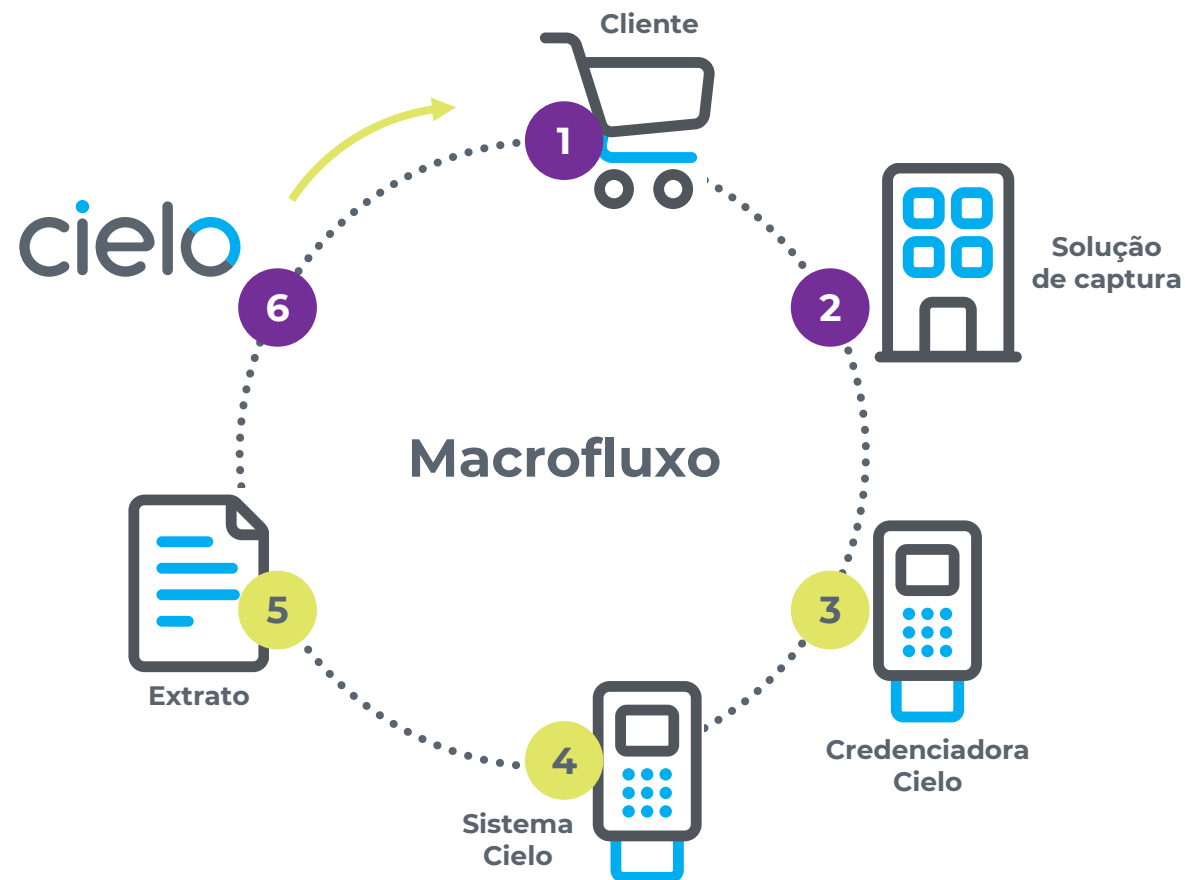 Cliente
1
Solução
de captura
2
cielo
6
Macrofluxo
3
Credenciadora
Cielo
4
Sistema
Cielo
5
Extrato